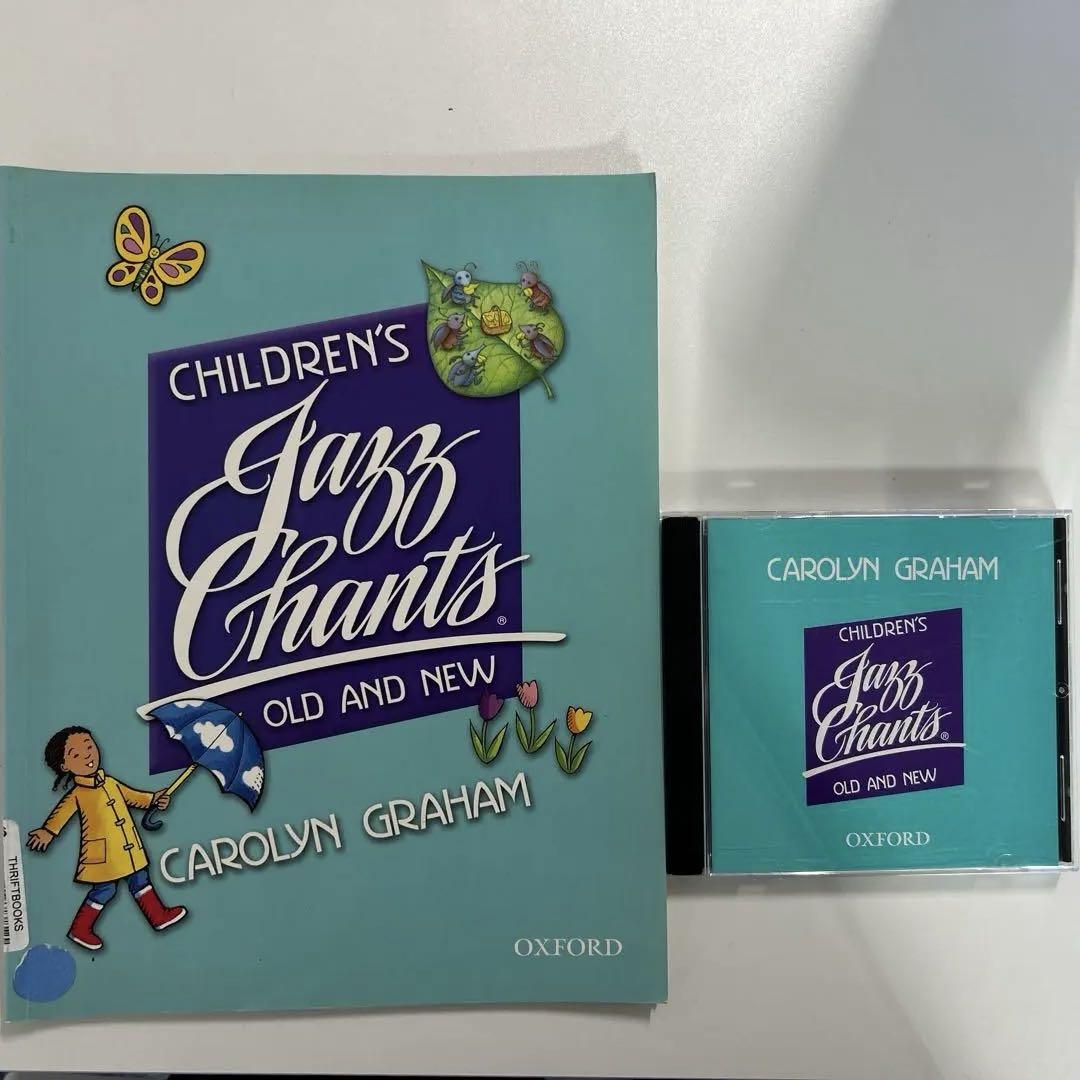 CHILDREN'S
Jazz
Chants®
OLD AND NEW
CAROLYN GRAHAM
OXFORD
THRIFTBOOKS
CAROLYN GRAHAM
CHILDREN'S
Jazz
Chants®
OLD AND NEW
OXFORD